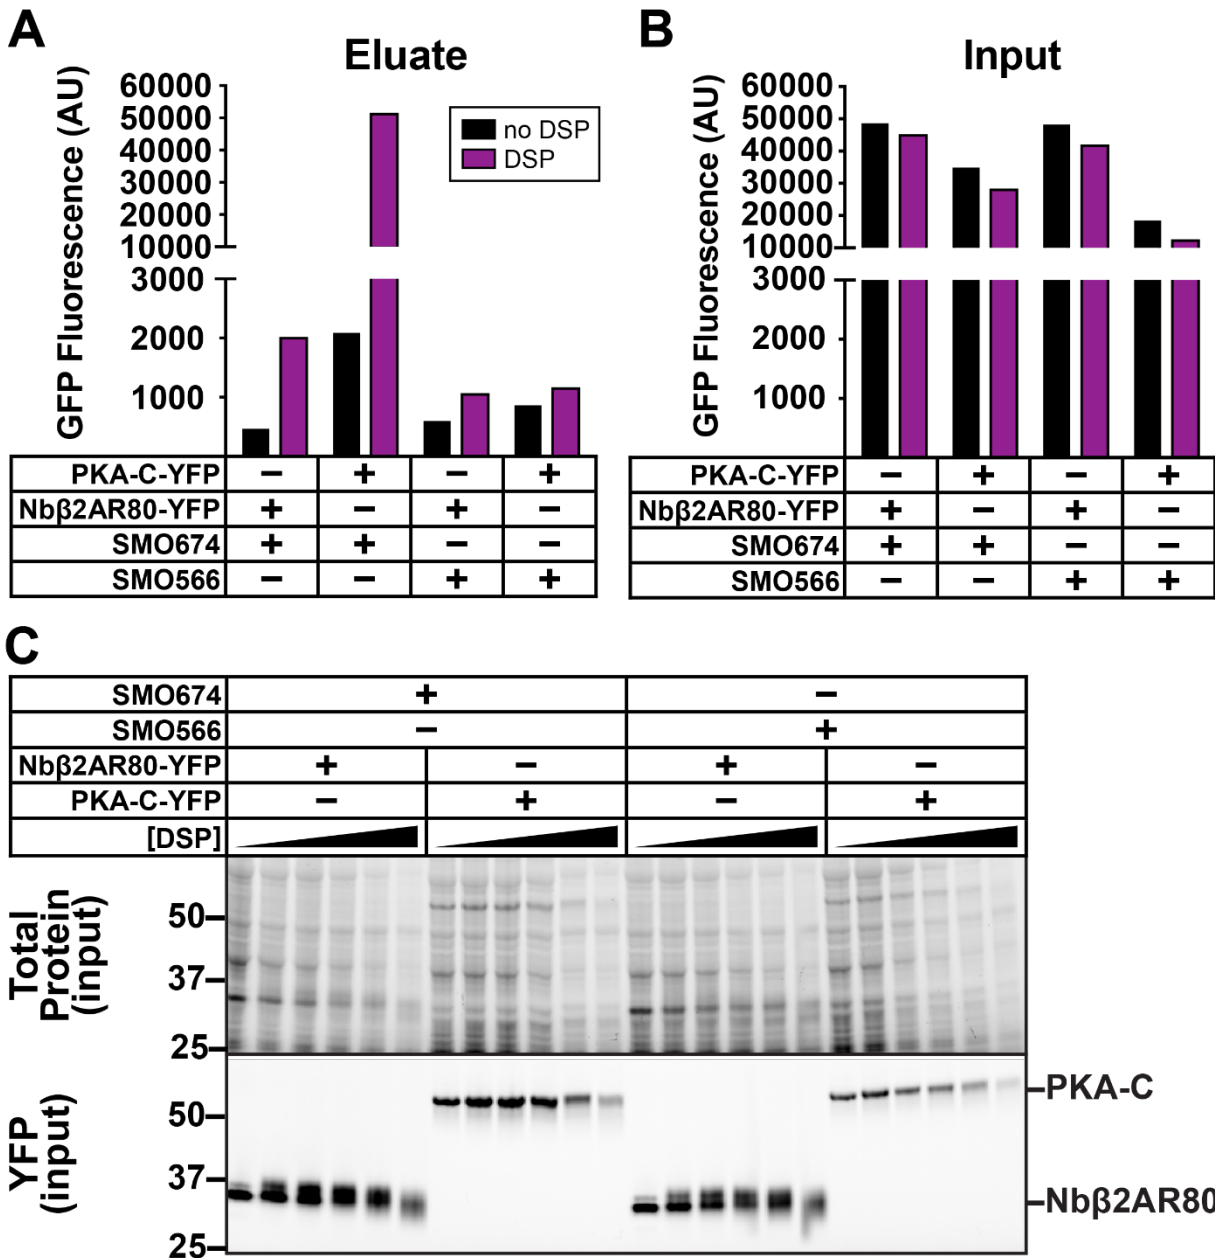 A
Eluate
GFP Fluorescence (AU)
60000
50000
40000
30000
20000
10000
3000
2000
1000
no DSP
DSP
PKA-C-YFP − + − +
Nbβ2AR80-YFP + − + −
SMO674 + + − −
SMO566 − − + +
B
Input
GFP Fluorescence (AU)
60000
50000
40000
30000
20000
10000
3000
2000
1000
PKA-C-YFP − + − +
Nbβ2AR80-YFP + − + −
SMO674 + + − −
SMO566 − − + +
C
SMO674 + −
SMO566 − +
Nbβ2AR80-YFP + − + −
PKA-C-YFP − + − +
[DSP]
Total
Protein
(input)
50
37
25
YFP
(input)
50
37
25
PKA-C
Nbβ2AR80